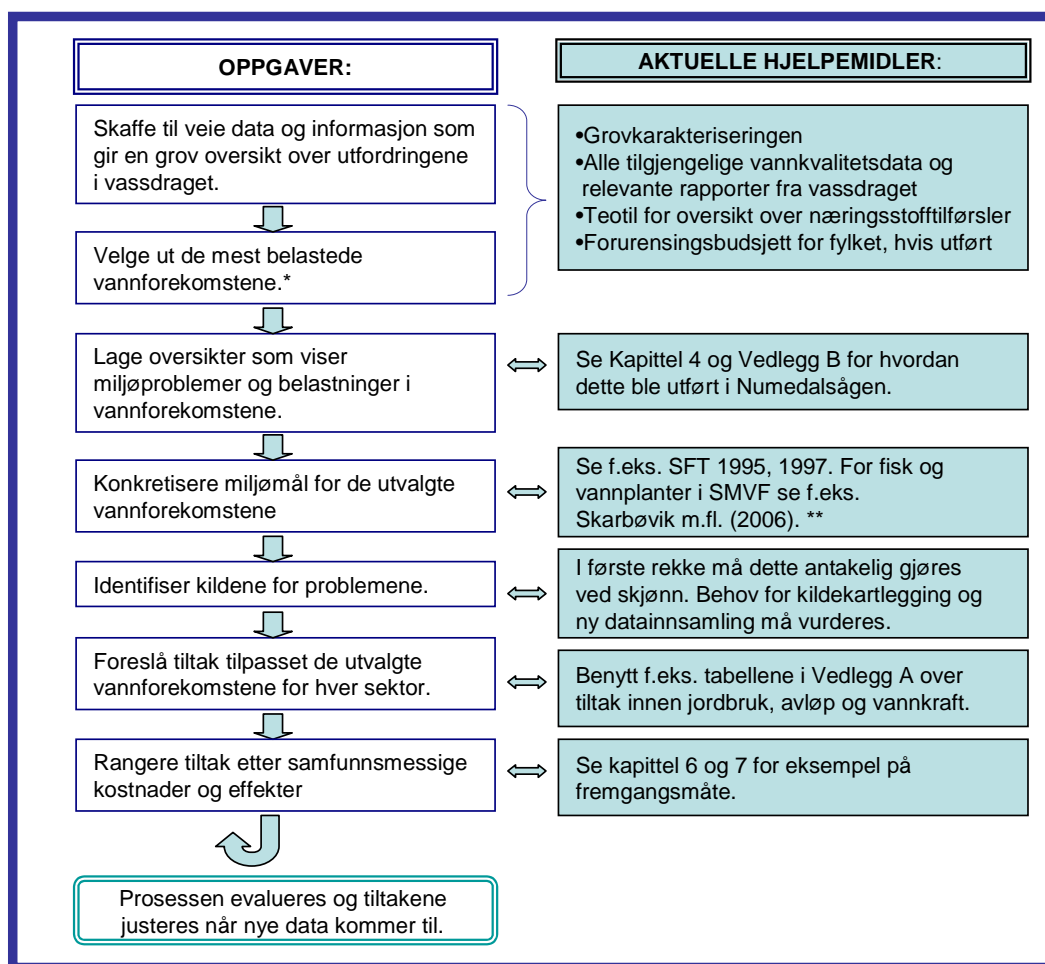 OPPGAVER:
AKTUELLE HJELPEMIDLER:
Skaffe til veie data og informasjon som
gir en grov oversikt over utfordringene
i vassdraget.
•Grovkarakteriseringen
•Alle tilgjengelige vannkvalitetsdata og
relevante rapporter fra vassdraget
•Teotil for oversikt over næringsstofftilførsler
•Forurensingsbudsjett for fylket, hvis utført
Velge ut de mest belastede
vannforekomstene.*
Lage oversikter som viser
miljøproblemer og belastninger i
vannforekomstene.
Se Kapittel 4 og Vedlegg B for hvordan
dette ble utført i Numedalsågen.
Konkretisere miljømål for de utvalgte
vannforekomstene
Se f.eks. SFT 1995, 1997. For fisk og
vannplanter i SMVF se f.eks.
Skarbøvik m.fl. (2006). **
Identifiser kildene for problemene.
I første rekke må dette antakelig gjøres
ved skjønn. Behov for kildekartlegging og
ny datainnsamling må vurderes.
Foreslå tiltak tilpasset de utvalgte
vannforekomstene for hver sektor.
Benytt f.eks. tabellene i Vedlegg A over
tiltak innen jordbruk, avløp og vannkraft.
Rangere tiltak etter samfunnsmessige
kostnader og effekter
Se kapittel 6 og 7 for eksempel på
fremgangsmåte.
Prosessen evalueres og tiltakene
justeres når nye data kommer til.